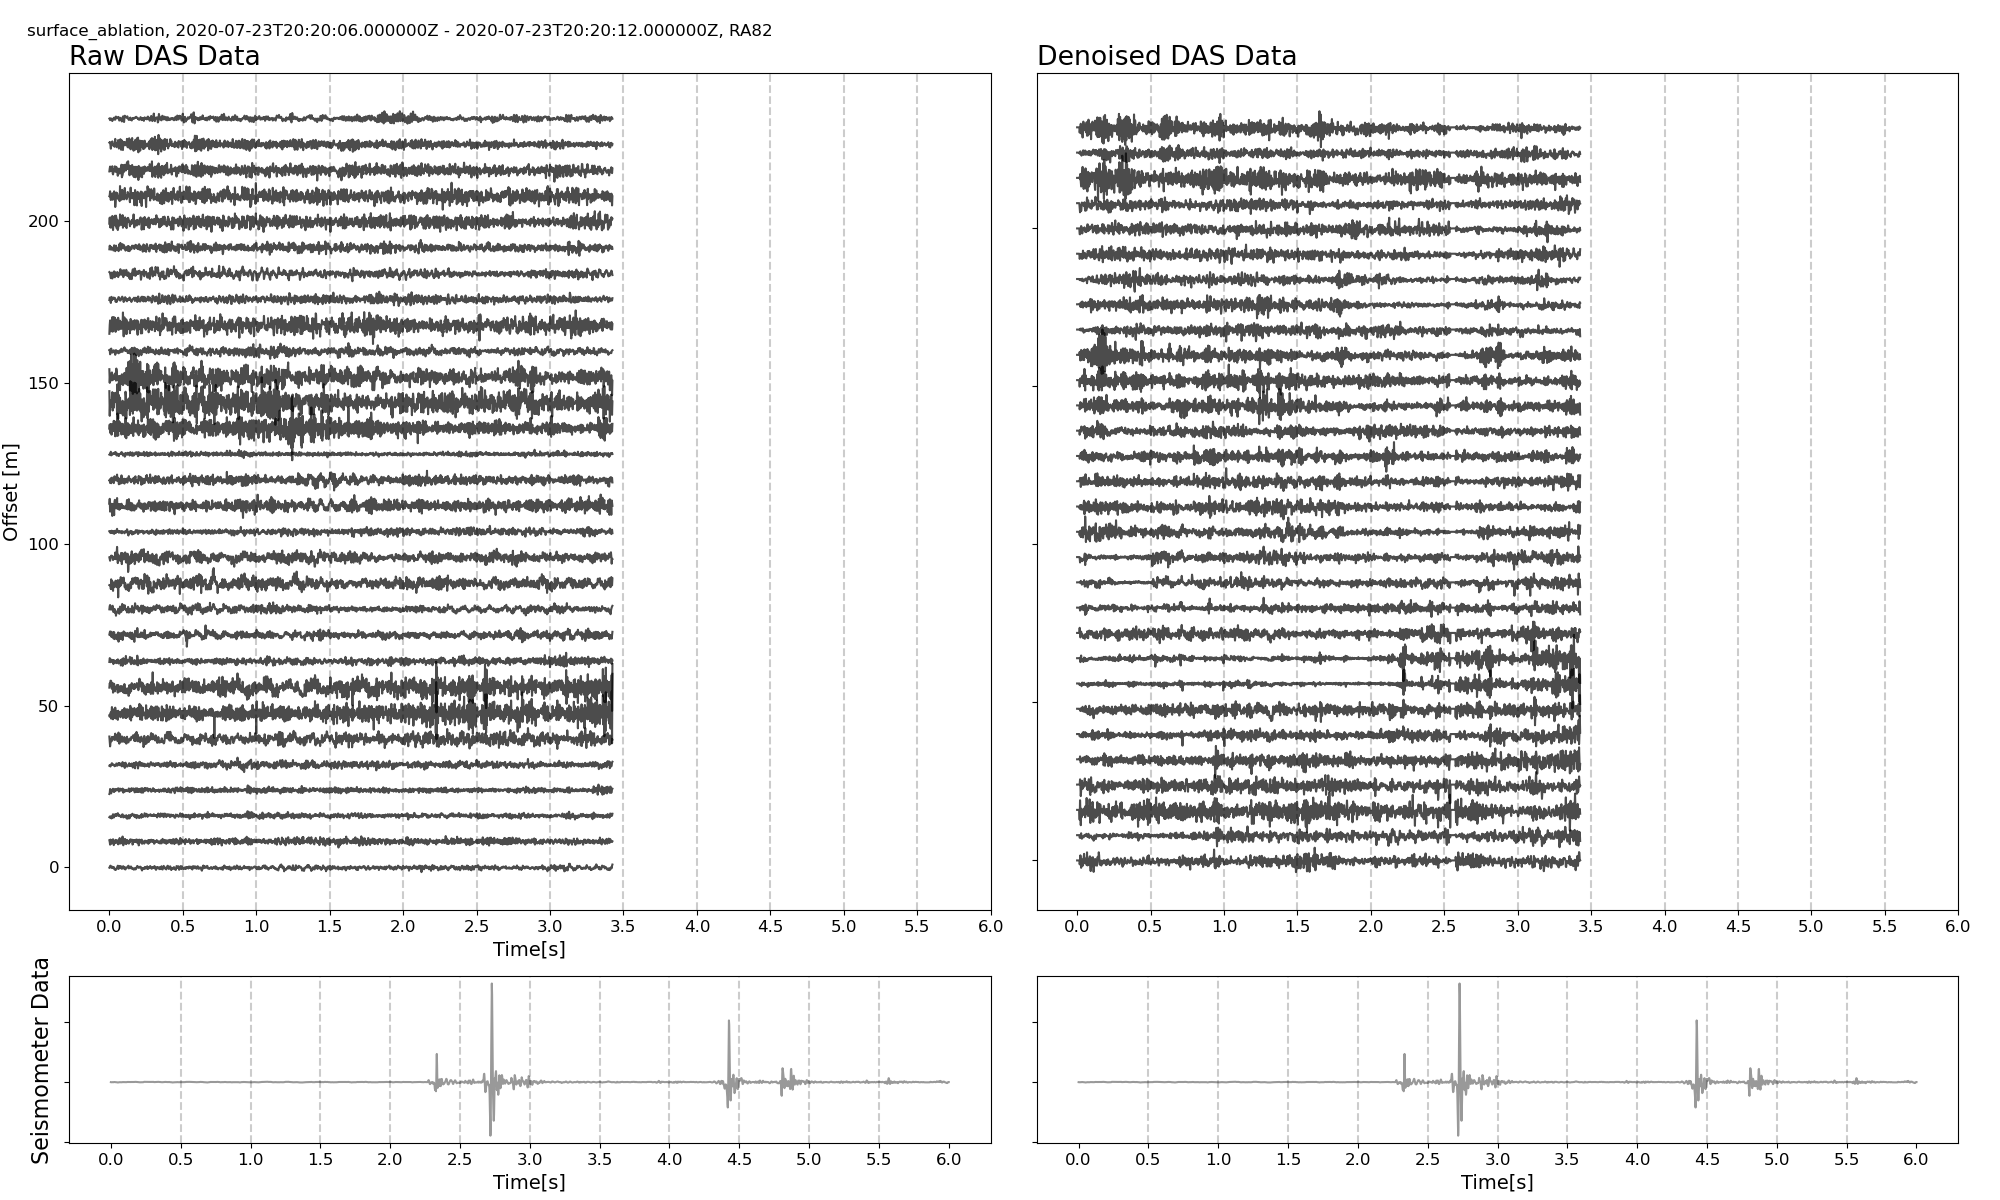 surface_ablation, 2020-07-23T20:20:06.000000Z - 2020-07-23T20:20:12.000000Z, RA82
Raw DAS Data
Denoised DAS Data
Offset [m]
200
150
100
50
0
0.0 0.5 1.0 1.5 2.0 2.5 3.0 3.5 4.0 4.5 5.0 5.5 6.0
Time[s]
0.0 0.5 1.0 1.5 2.0 2.5 3.0 3.5 4.0 4.5 5.0 5.5 6.0
Seismometer Data
0.0 0.5 1.0 1.5 2.0 2.5 3.0 3.5 4.0 4.5 5.0 5.5 6.0
Time[s]
0.0 0.5 1.0 1.5 2.0 2.5 3.0 3.5 4.0 4.5 5.0 5.5 6.0
Time[s]